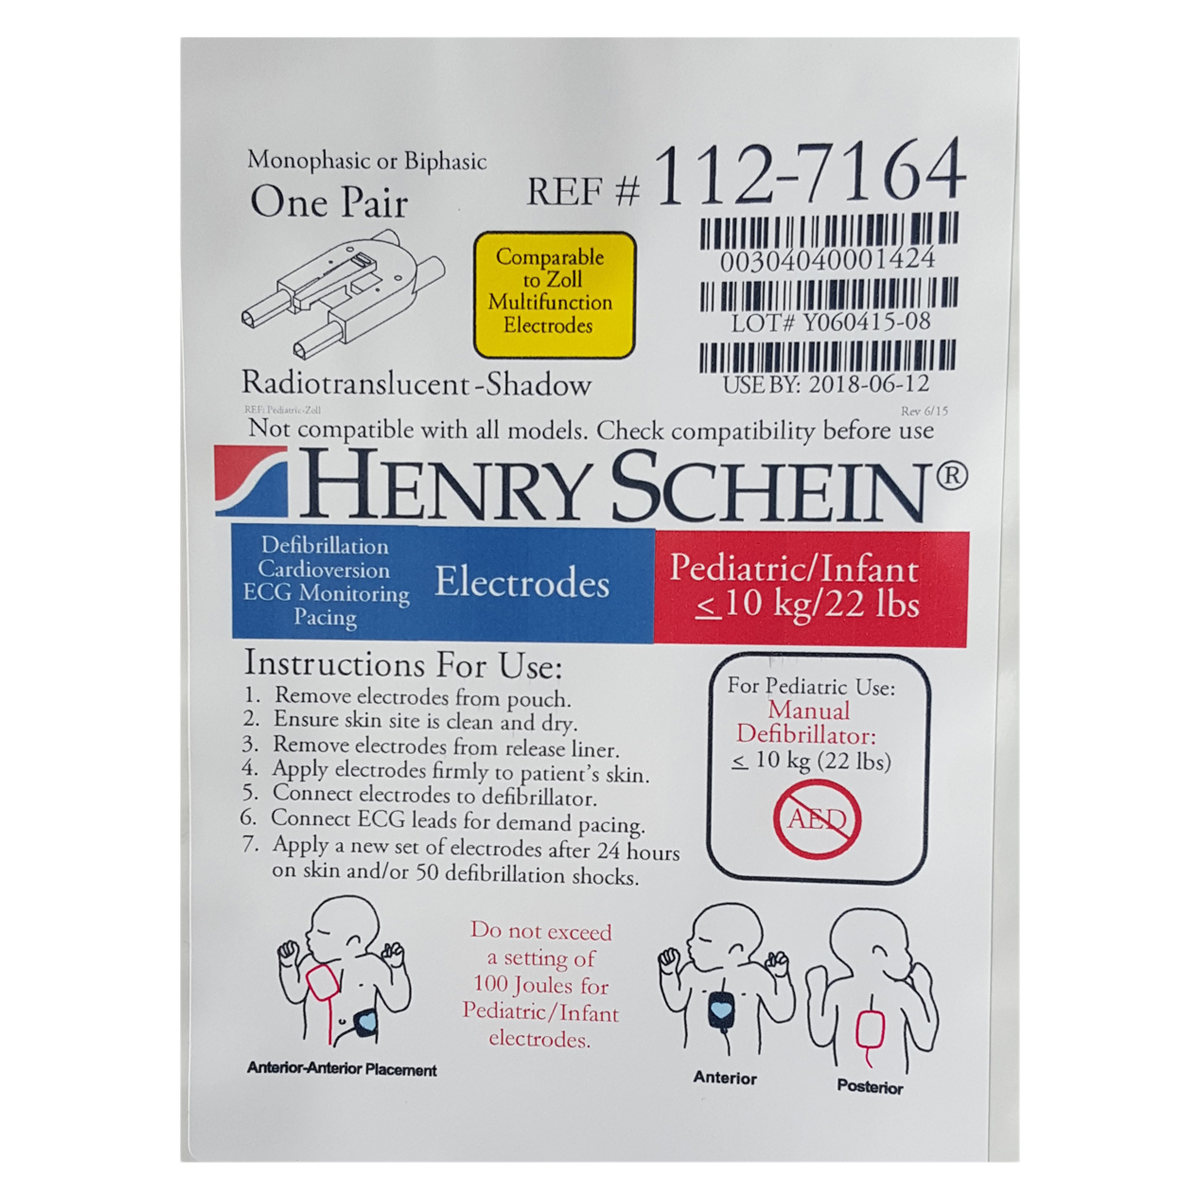 Monophasic or Biphasic
One Pair
REF # 112-7164
Comparable
to Zoll
Multifunction
Electrodes
00304040001424
LOT# Y060415-08
USE BY: 2018-06-12
Radiotranslucent-Shadow
REF: Pediatric-Zoll
Rev 6/15
Not compatible with all models. Check compatibility before use
HENRY SCHEIN®
Defibrillation
Cardioversion
ECG Monitoring
Pacing
Electrodes
Pediatric/Infant
≤ 10 kg/22 lbs
Instructions For Use:
1. Remove electrodes from pouch.
2. Ensure skin site is clean and dry.
3. Remove electrodes from release liner.
4. Apply electrodes firmly to patient's skin.
5. Connect electrodes to defibrillator.
6. Connect ECG leads for demand pacing.
7. Apply a new set of electrodes after 24 hours
on skin and/or 50 defibrillation shocks.
For Pediatric Use:
Manual
Defibrillator:
≤ 10 kg (22 lbs)
AED
Do not exceed
a setting of
100 Joules for
Pediatric/Infant
electrodes.
Anterior-Anterior Placement
Anterior
Posterior